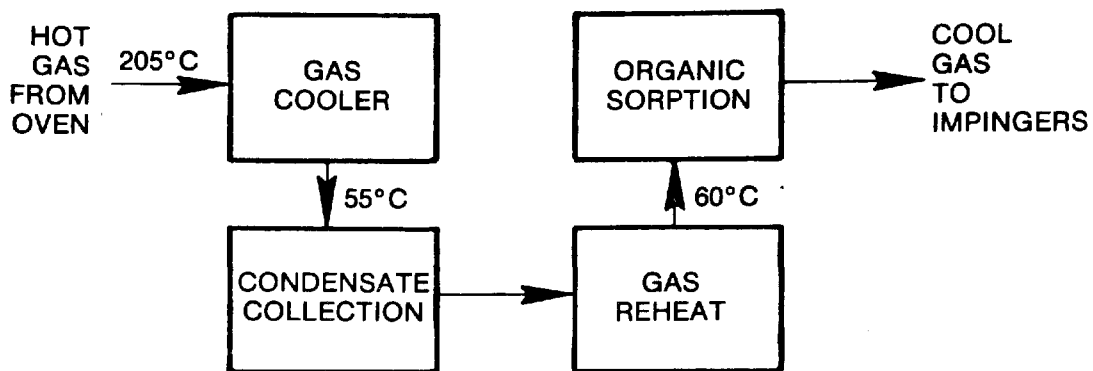 HOT
GAS
FROM
OVEN
205°C
GAS
COOLER
55°C
CONDENSATE
COLLECTION
GAS
REHEAT
60°C
ORGANIC
SORPTION
COOL
GAS
TO
IMPINGERS